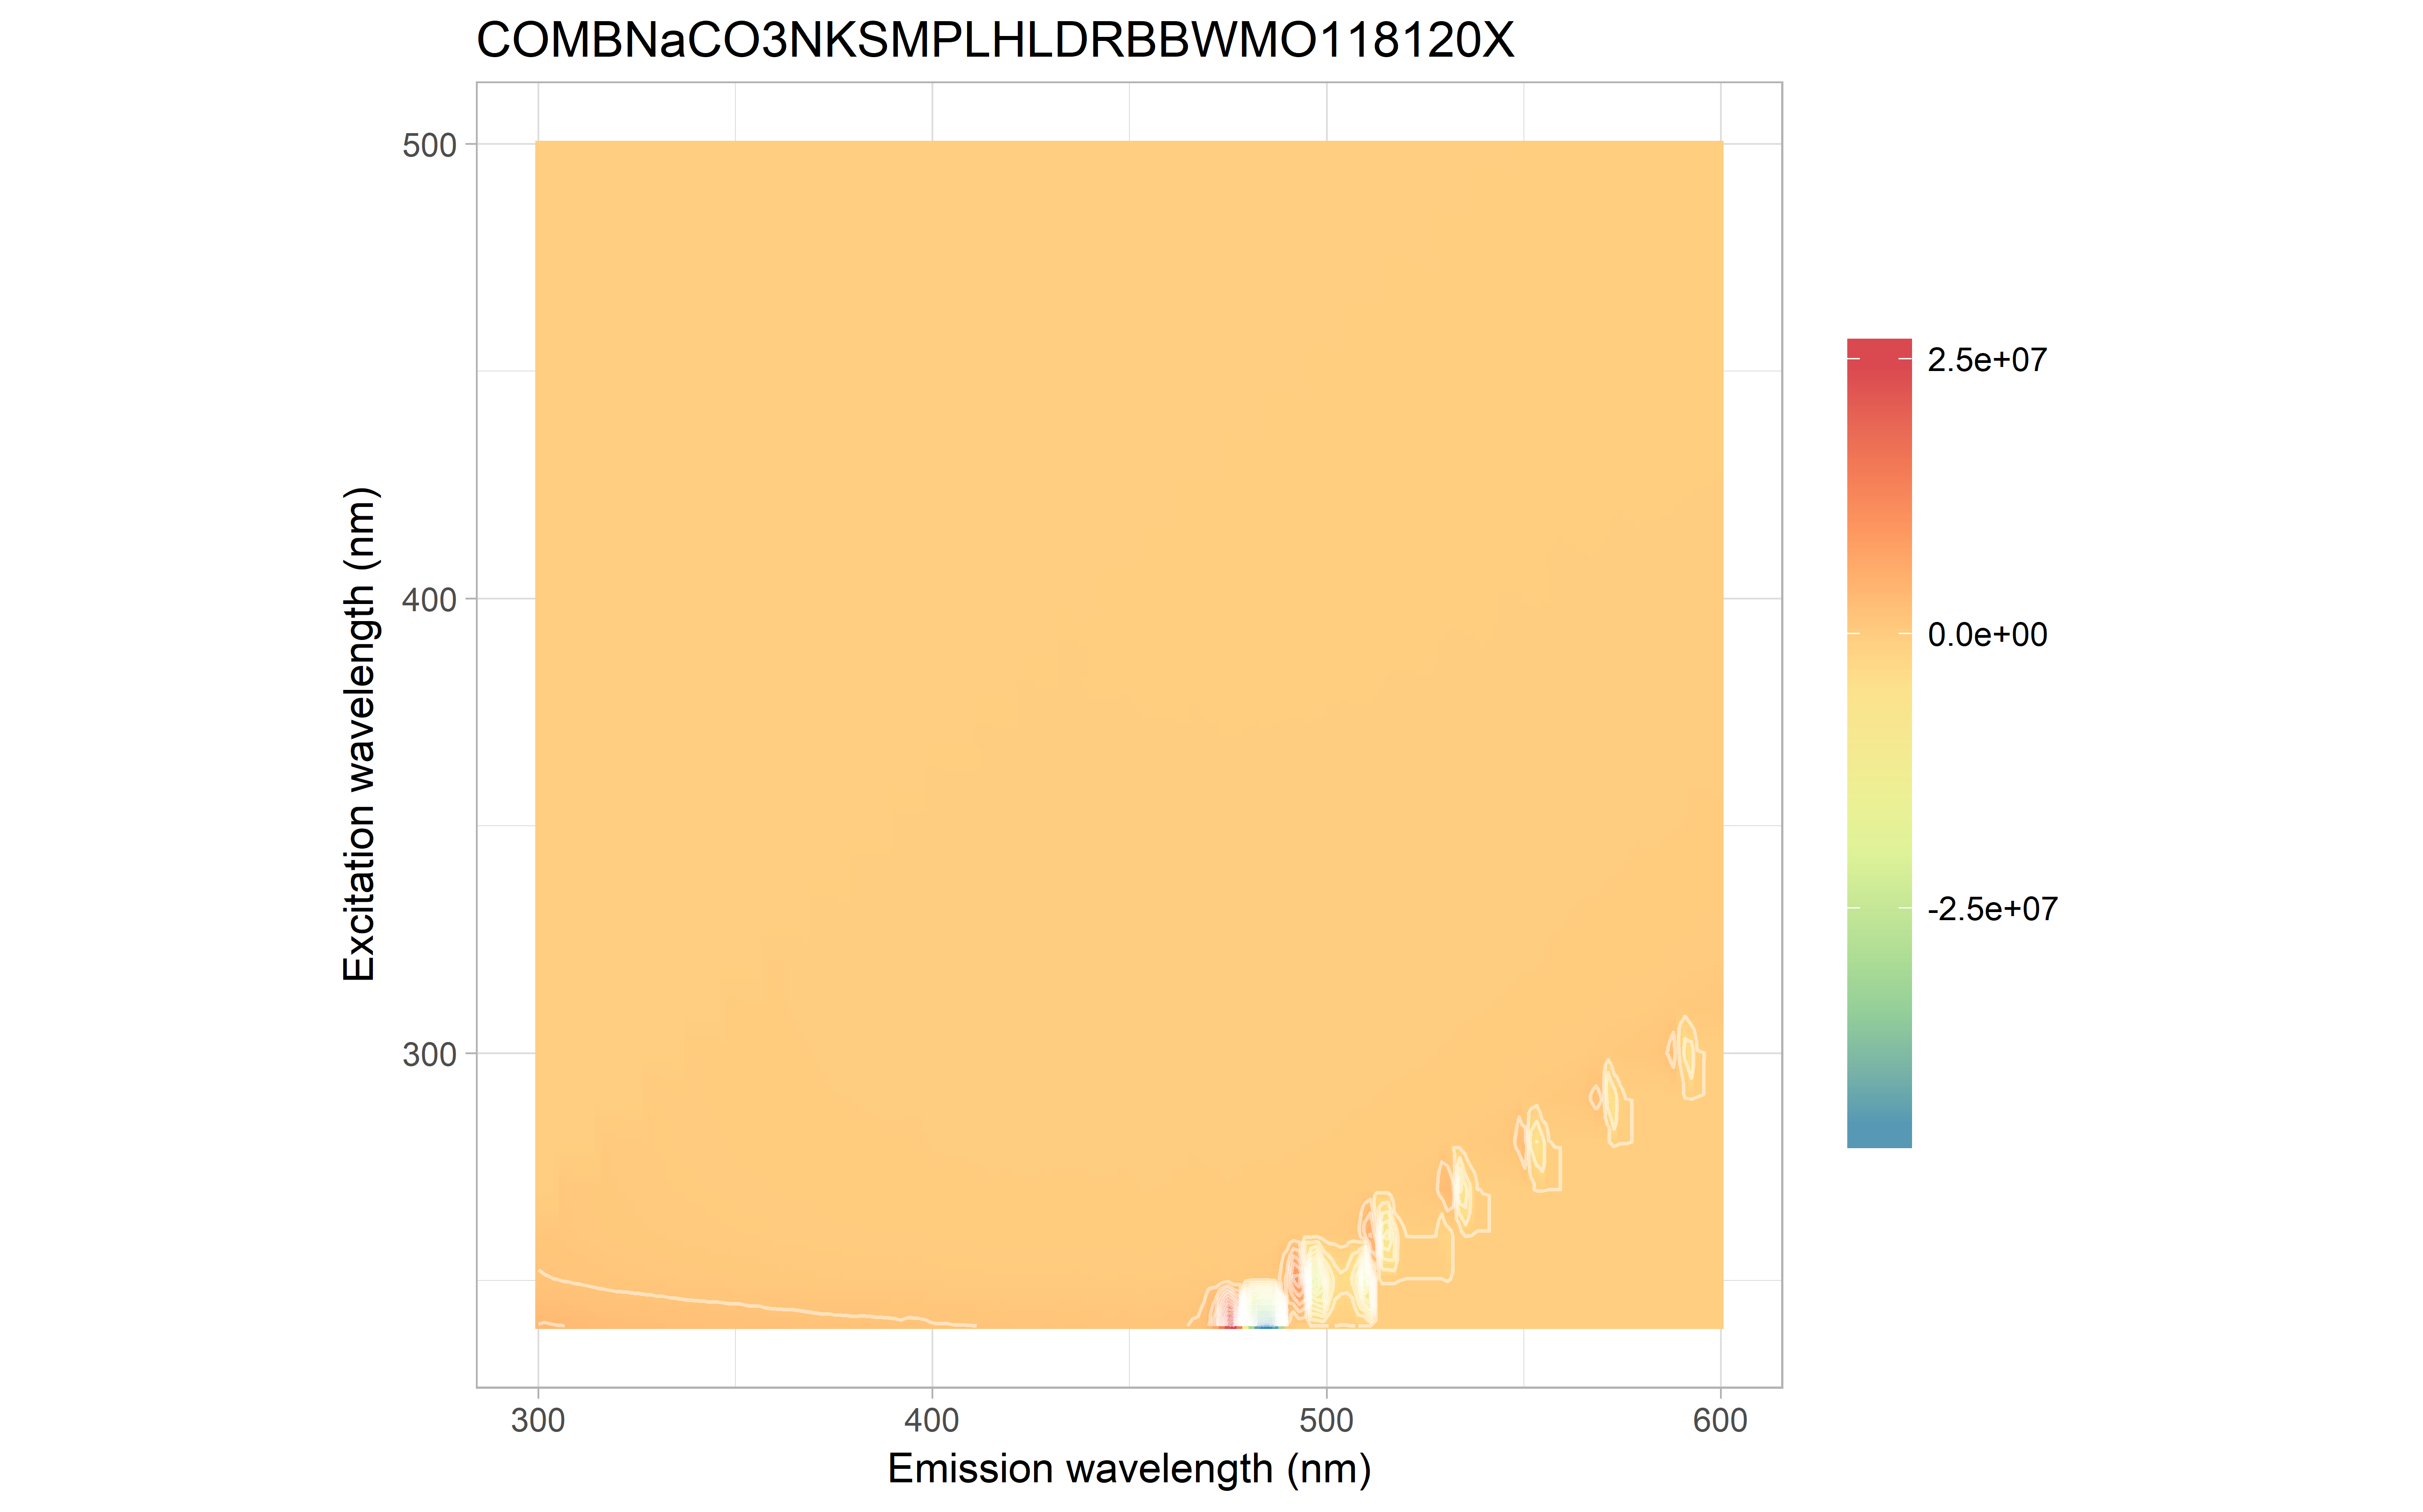 COMBNaCO3NKSMPLHLDRBBWMO118120X
500
400
300
Excitation wavelength (nm)
300
400
500
600
Emission wavelength (nm)
2.5e+07
0.0e+00
-2.5e+07